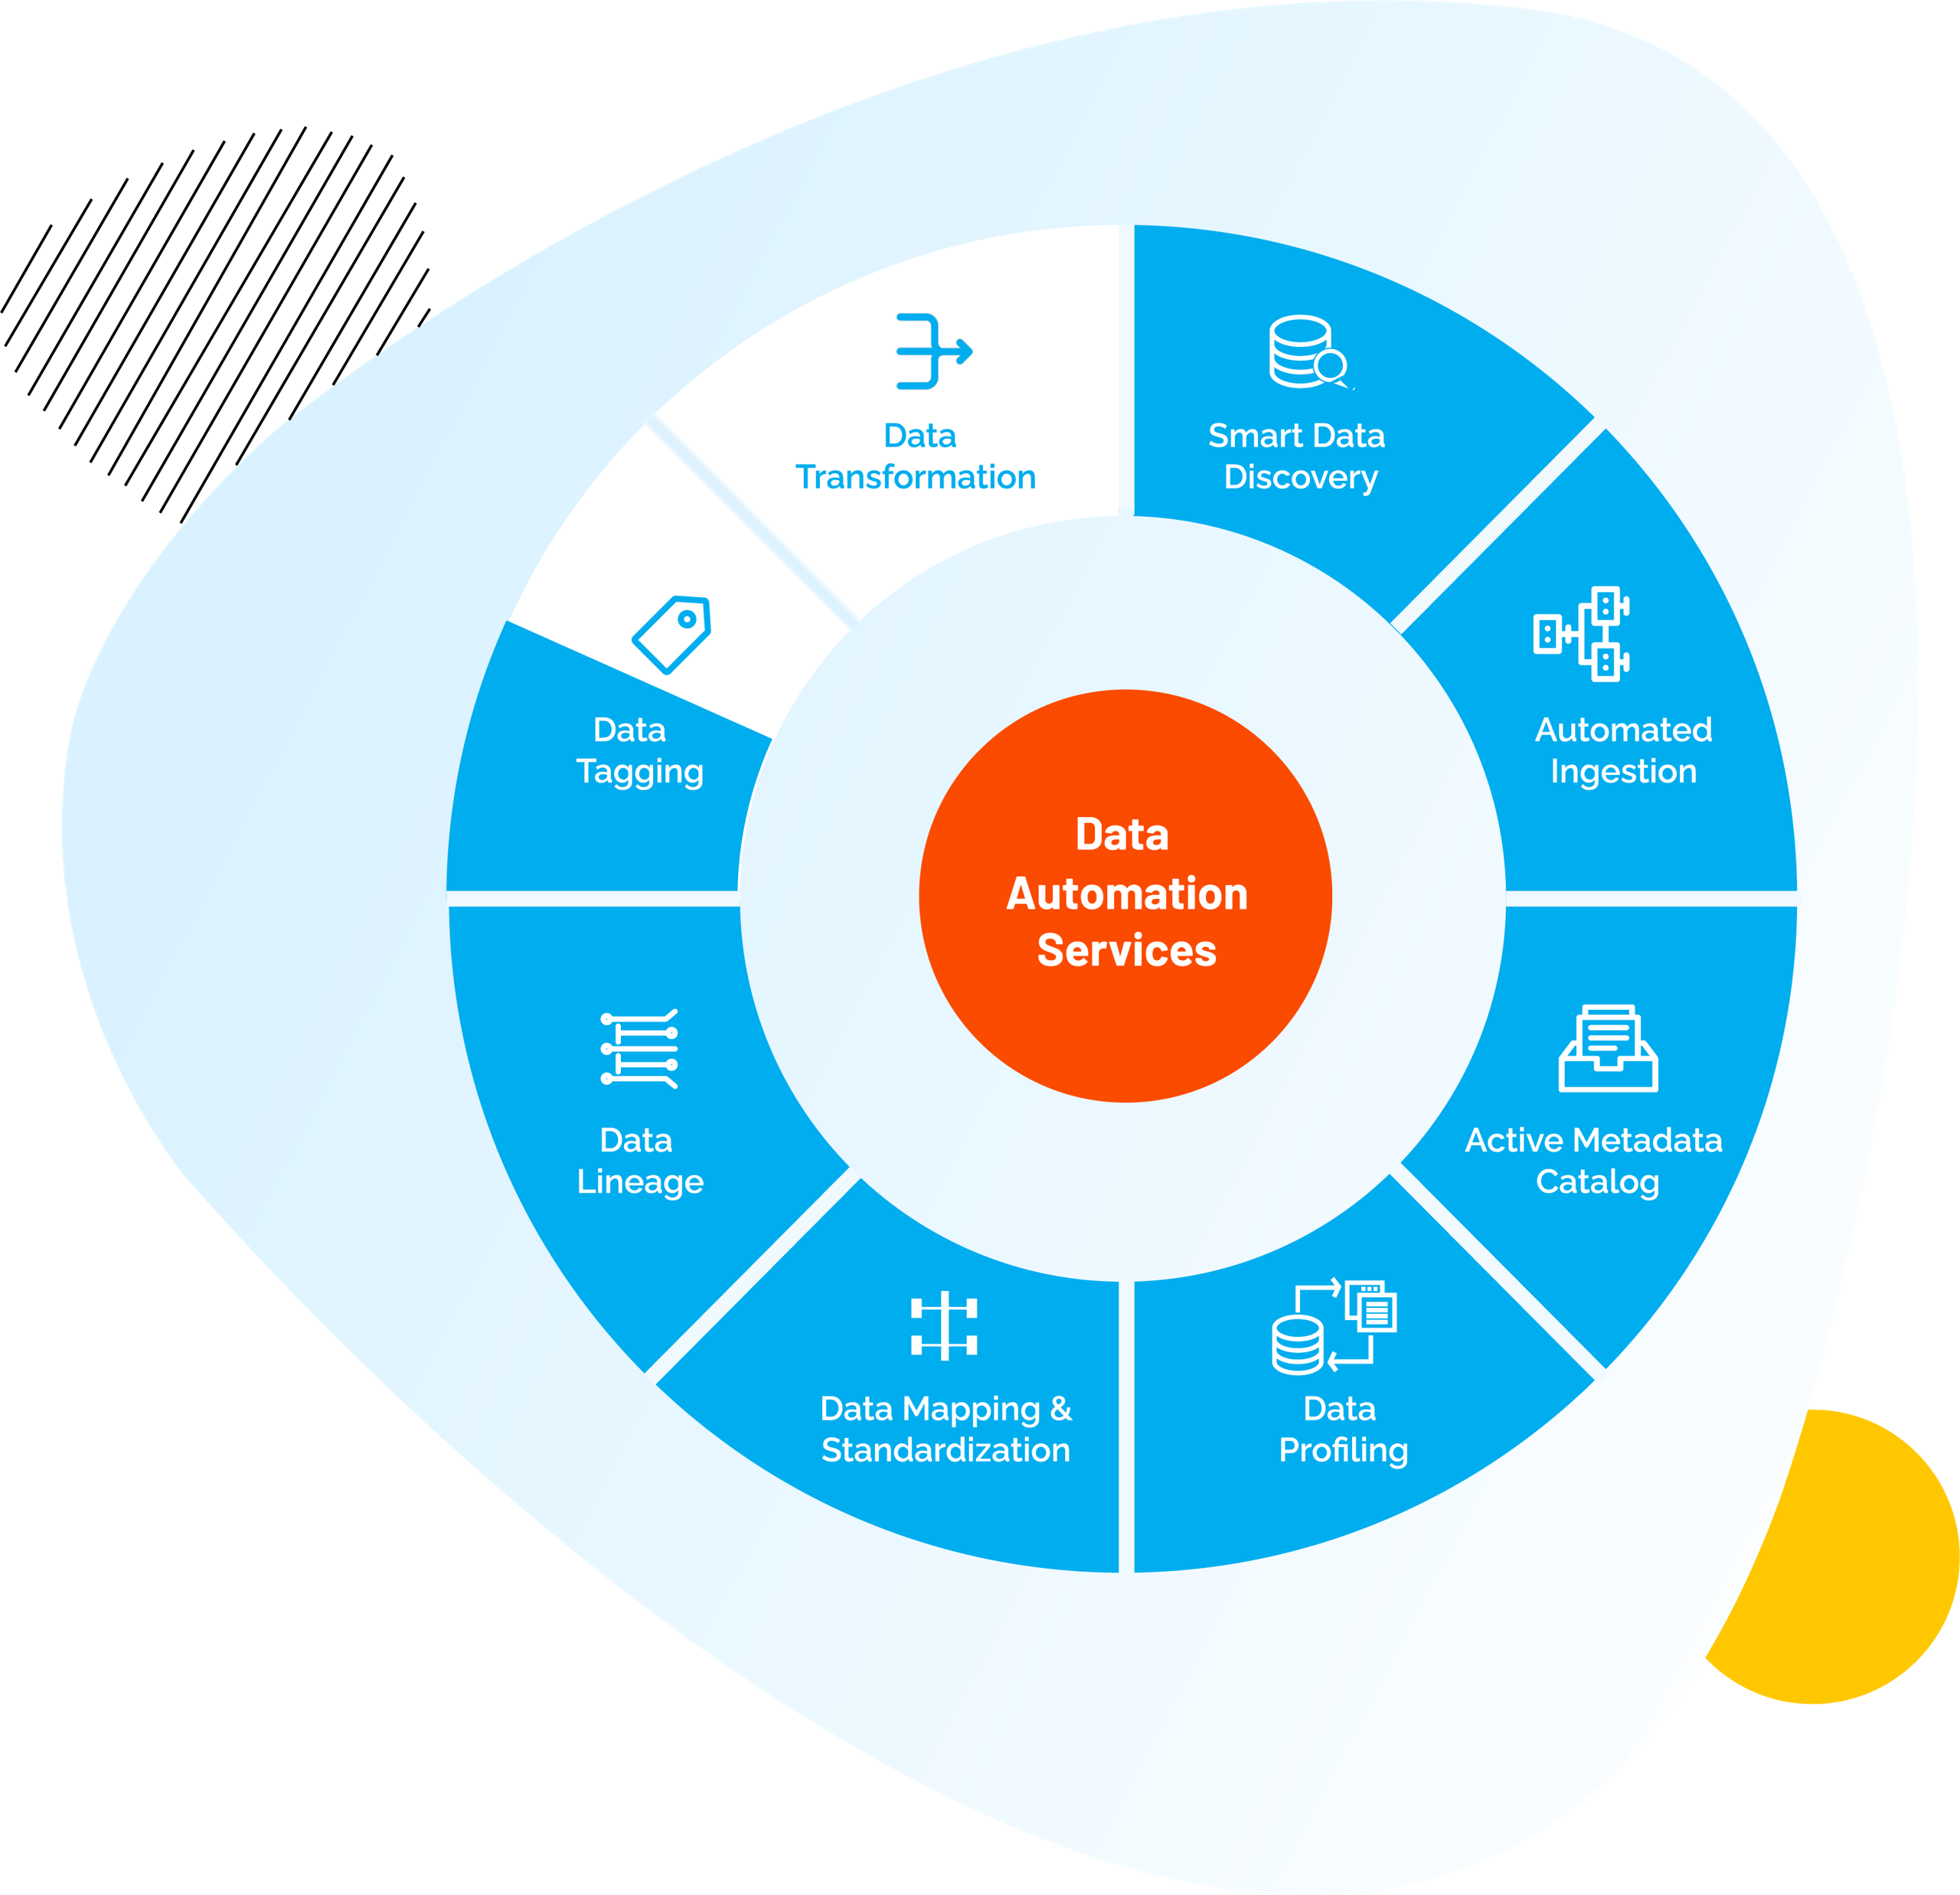 Data
Transformation
Smart Data
Discovery
Automated
Ingestion
Active Metadata
Catalog
Data
Profiling
Data Mapping &
Standardization
Data
Lineage
Data
Tagging
Data
Automation
Services